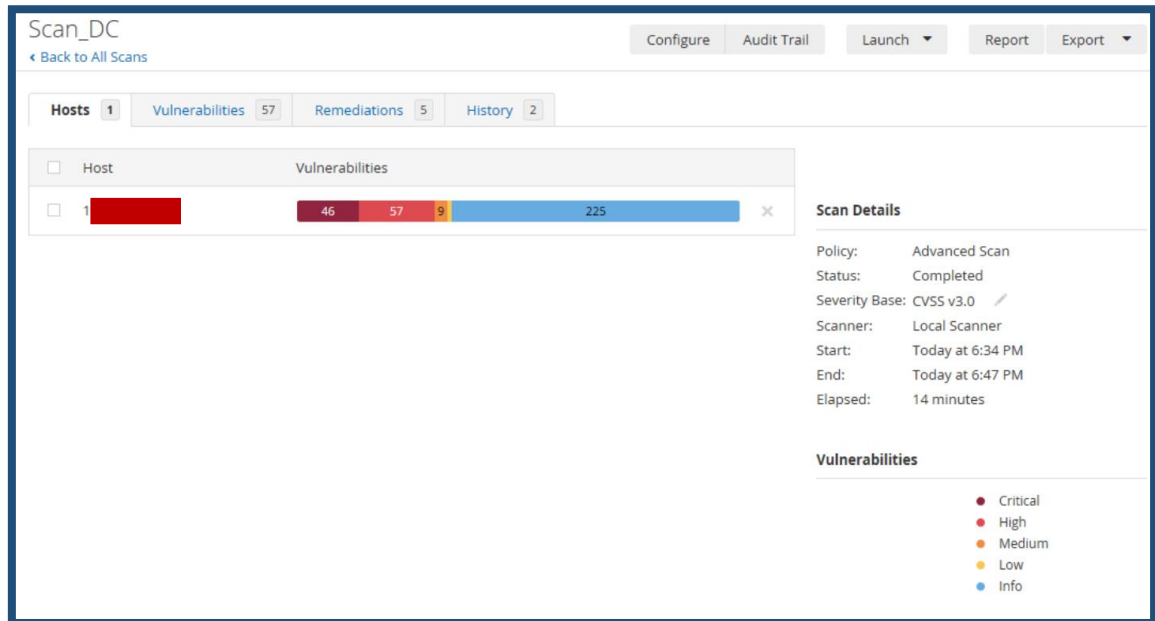 Scan_DC
Configure Audit Trail Launch Report Export
‹ Back to All Scans
Hosts 1 Vulnerabilities 57 Remediations 5 History 2
Host Vulnerabilities
1 46 57 9 225
Scan Details
Policy: Advanced Scan
Status: Completed
Severity Base: CVSS v3.0
Scanner: Local Scanner
Start: Today at 6:34 PM
End: Today at 6:47 PM
Elapsed: 14 minutes
Vulnerabilities
Critical
High
Medium
Low
Info